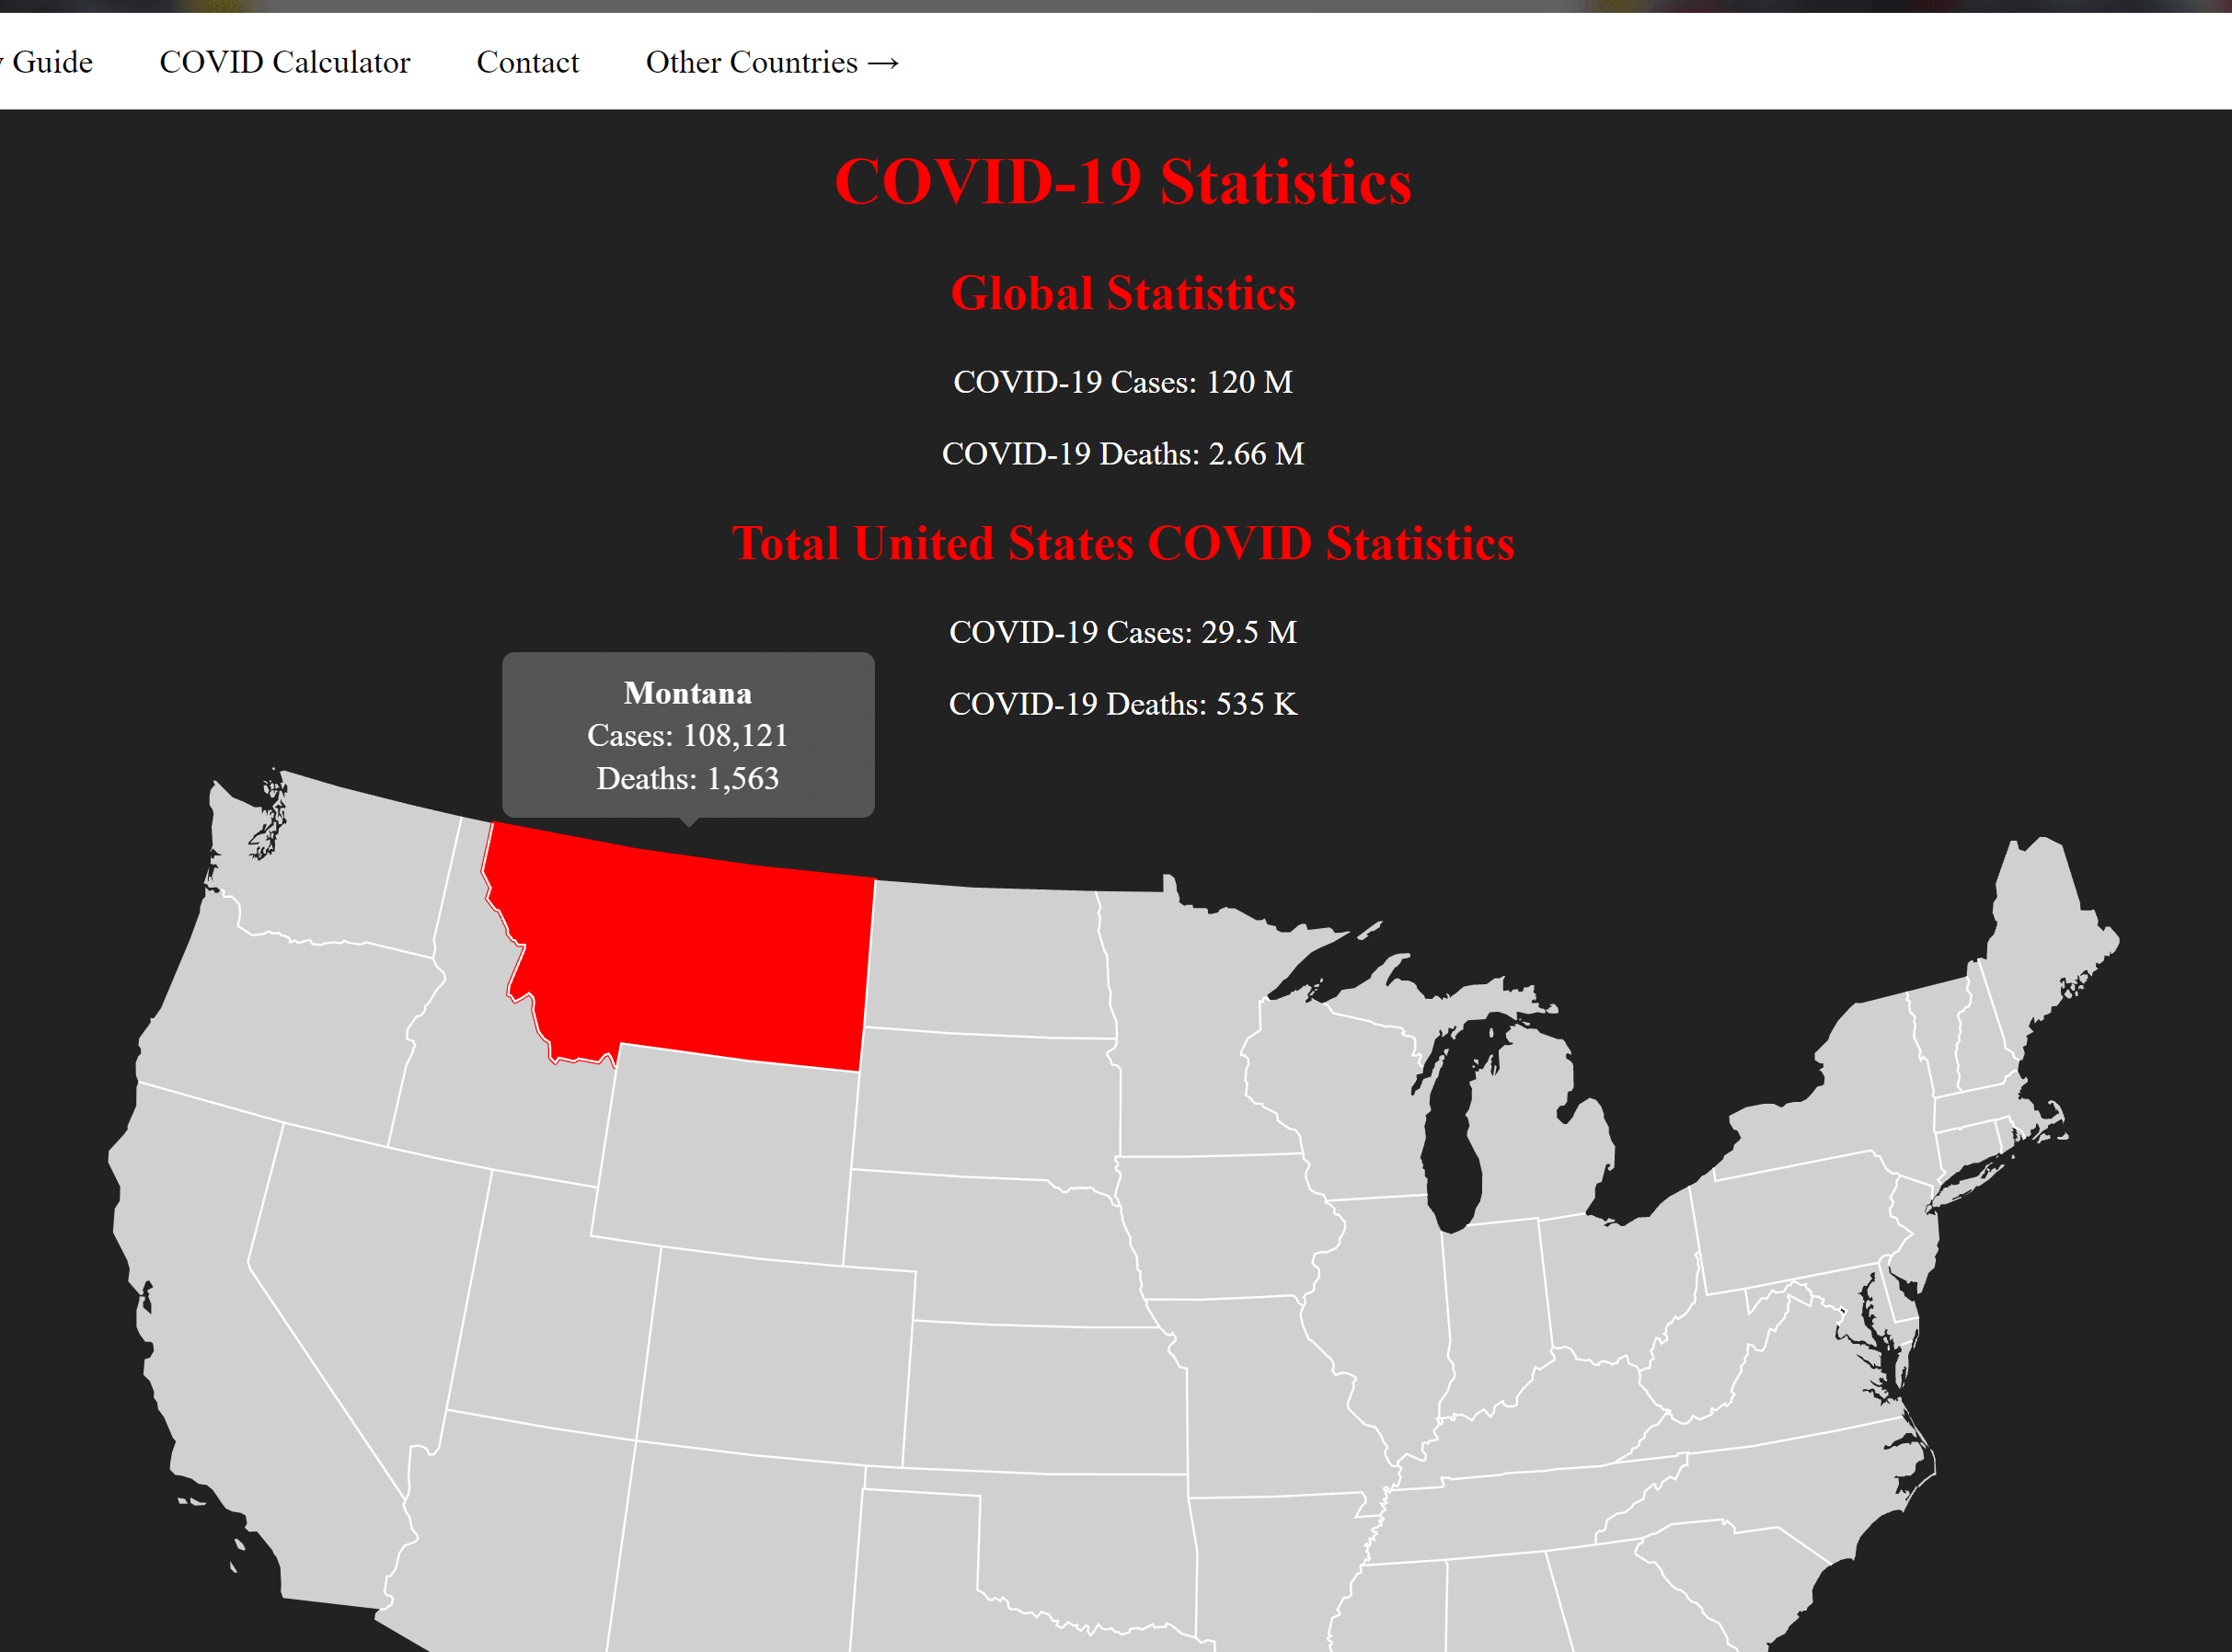 Guide COVID Calculator Contact Other Countries →
COVID-19 Statistics
Global Statistics
COVID-19 Cases: 120 M
COVID-19 Deaths: 2.66 M
Total United States COVID Statistics
COVID-19 Cases: 29.5 M
COVID-19 Deaths: 535 K
Montana
Cases: 108,121
Deaths: 1,563